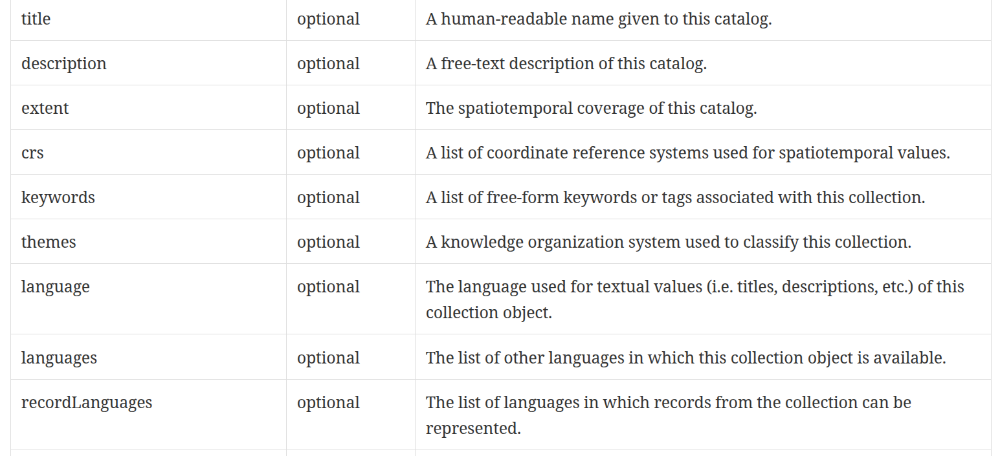 title optional A human-readable name given to this catalog.
description optional A free-text description of this catalog.
extent optional The spatiotemporal coverage of this catalog.
crs optional A list of coordinate reference systems used for spatiotemporal values.
keywords optional A list of free-form keywords or tags associated with this collection.
themes optional A knowledge organization system used to classify this collection.
language optional The language used for textual values (i.e. titles, descriptions, etc.) of this
collection object.
languages optional The list of other languages in which this collection object is available.
recordLanguages optional The list of languages in which records from the collection can be
represented.